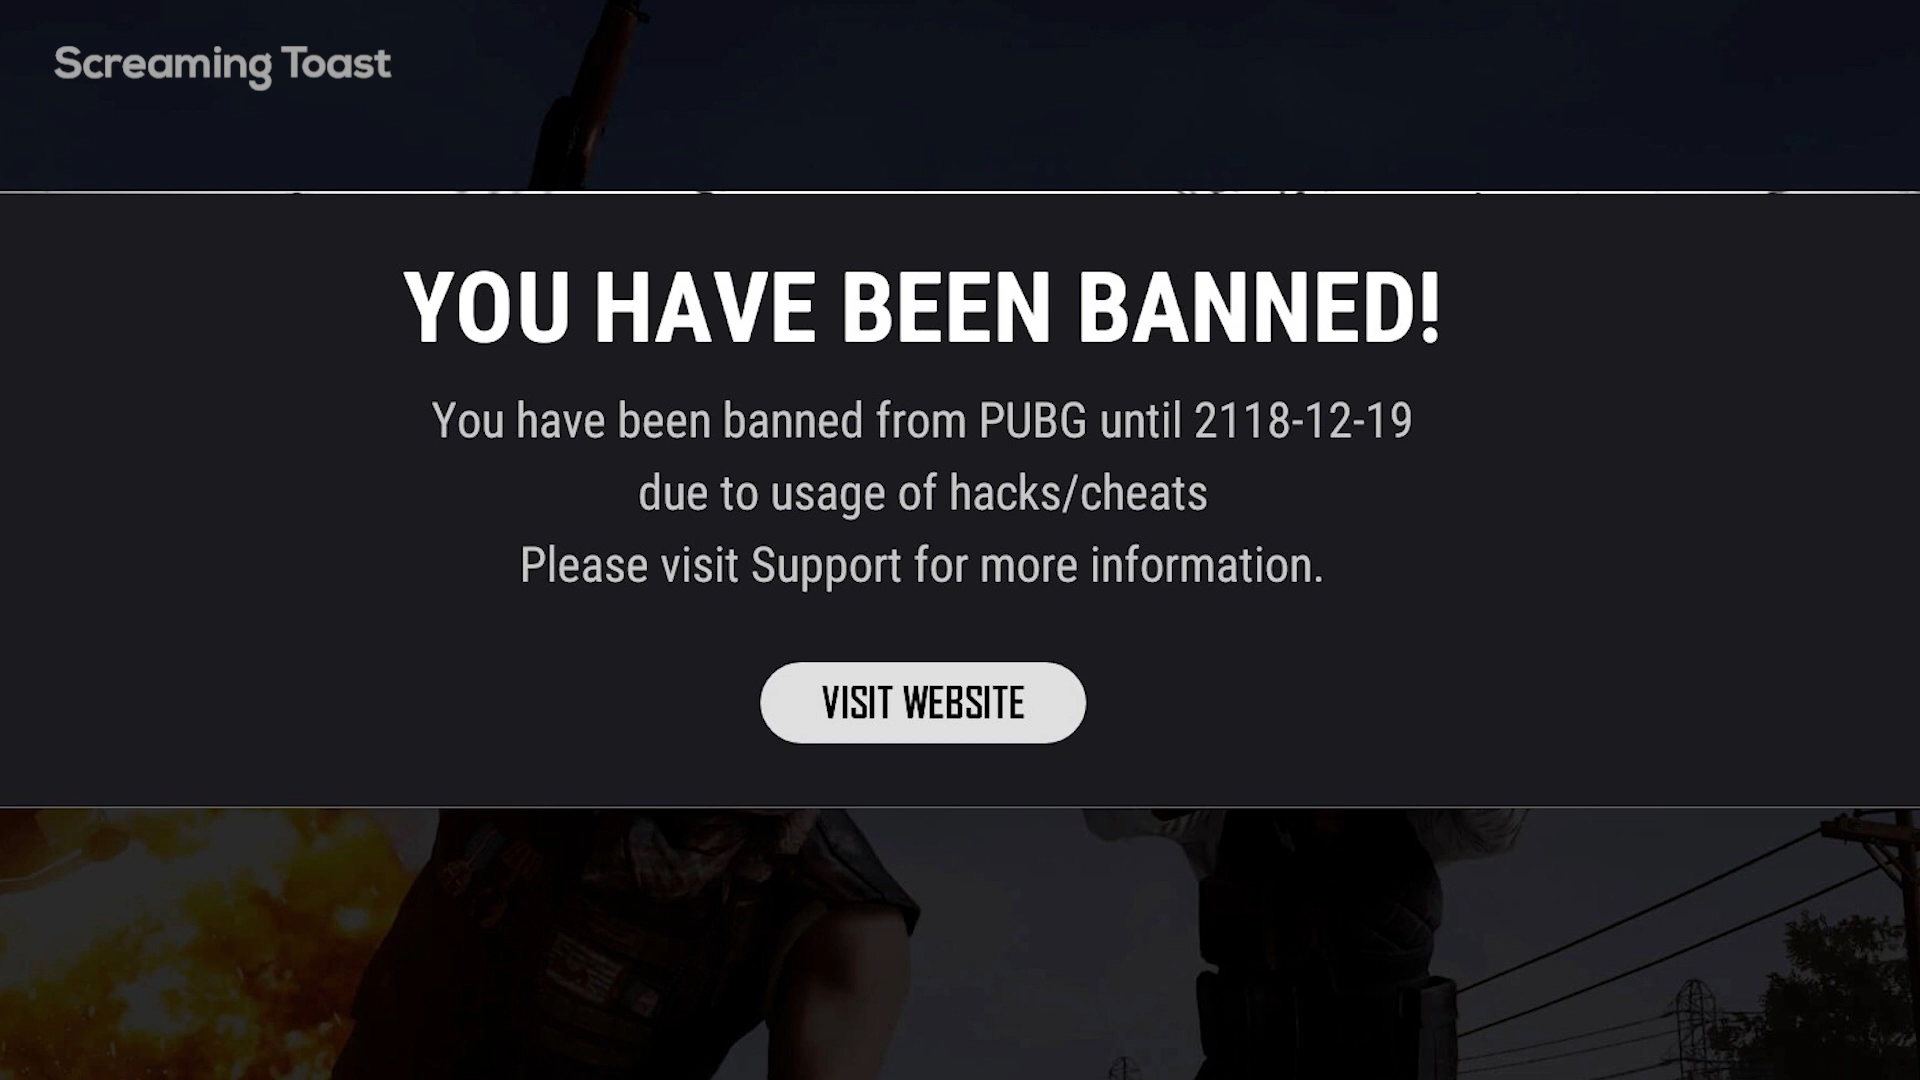 Screaming Toast
YOU HAVE BEEN BANNED!
You have been banned from PUBG until 2118-12-19
due to usage of hacks/cheats
Please visit Support for more information.
VISIT WEBSITE